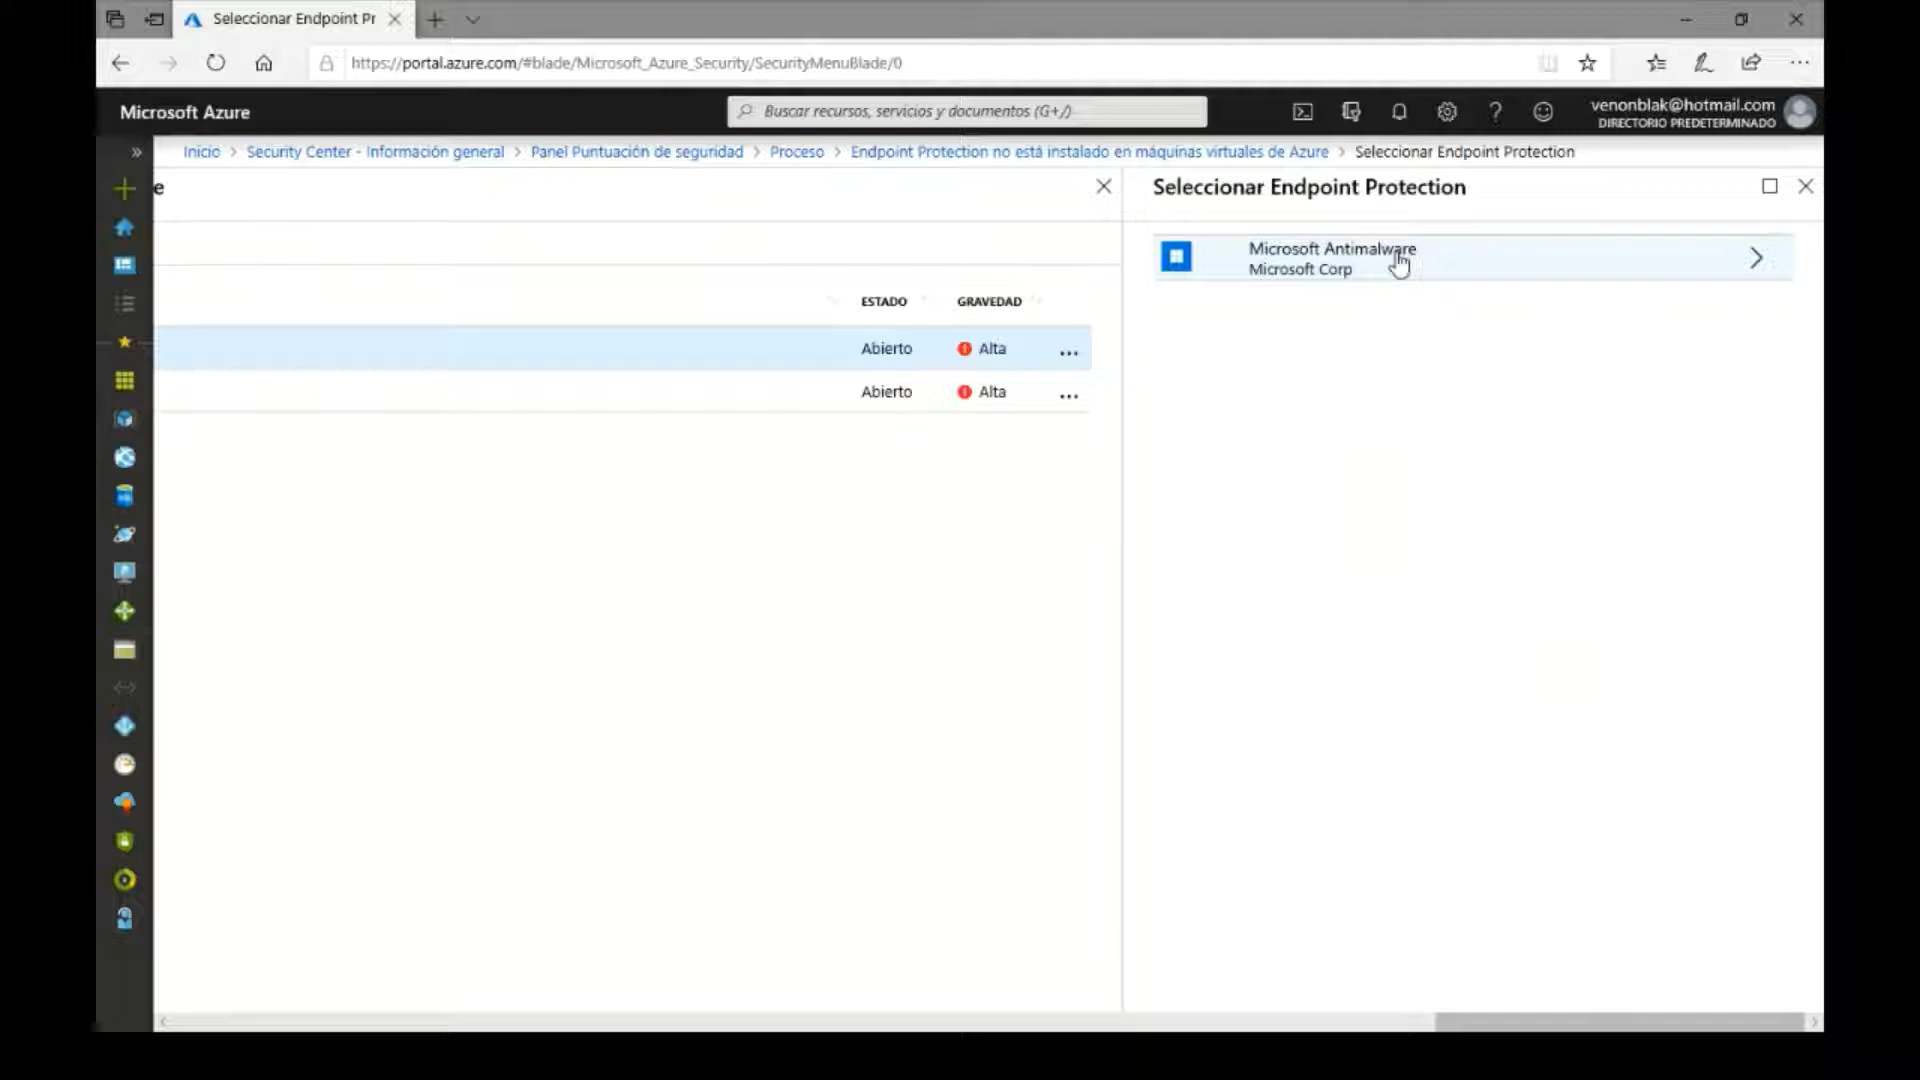 Seleccionar Endpoint Pr
https://portal.azure.com/#blade/Microsoft_Azure_Security/SecurityMenuBlade/0
Microsoft Azure
Buscar recursos, servicios y documentos (G+/)
venonblak@hotmail.com
DIRECTORIO PREDETERMINADO
Inicio > Security Center - Información general > Panel Puntuación de seguridad > Proceso > Endpoint Protection no está instalado en máquinas virtuales de Azure > Seleccionar Endpoint Protection
e
Seleccionar Endpoint Protection
Microsoft Antimalware
Microsoft Corp
ESTADO GRAVEDAD
Abierto Alta ...
Abierto Alta ...